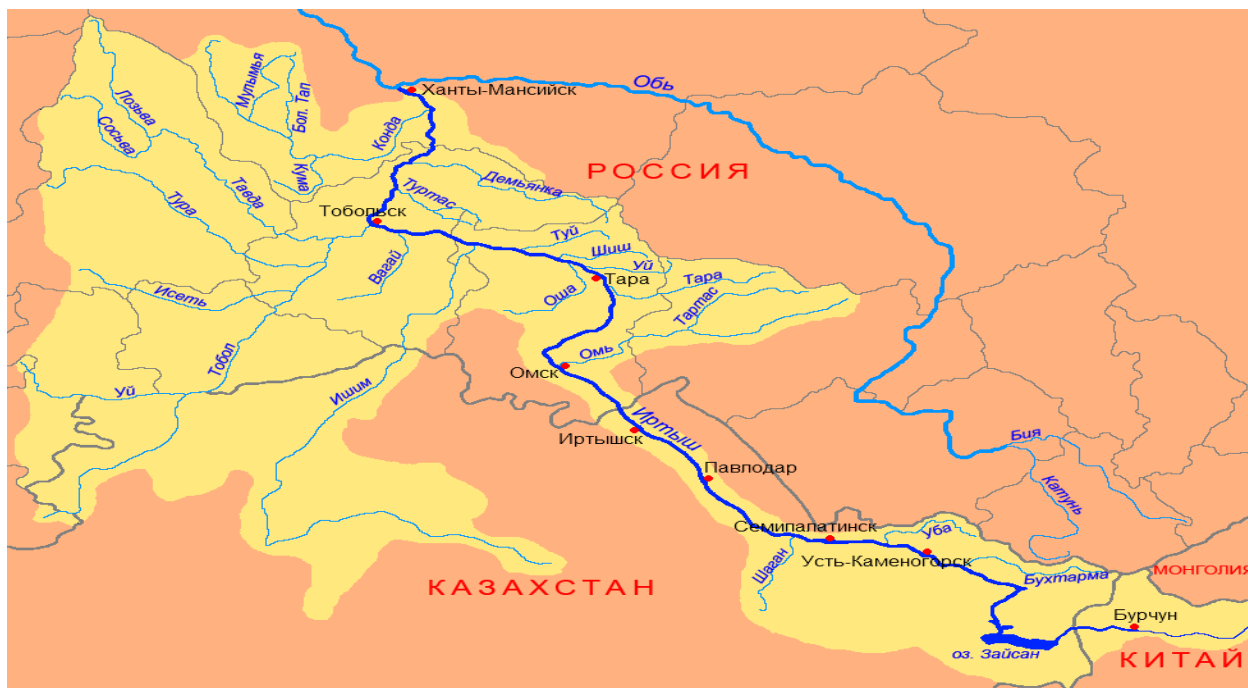 Обь
Ханты-Мансийск
Мулымья
Бол. Тап
Лозьва
Сосьва
Конда
Кума
РОССИЯ
Демьянка
Туртас
Тавда
Тура
Тобольск
Туй
Шиш
Уй
Тара
Тара
Вагай
Оша
Тартас
Исеть
Тобол
Омь
Омск
Уй
Ишим
Иртыш
Иртышск
Бия
Павлодар
Катунь
Семипалатинск
Уба
Усть-Каменогорск
Шаган
Бухтарма
МОНГОЛИЯ
КАЗАХСТАН
Бурчун
оз. Зайсан
КИТАЙ